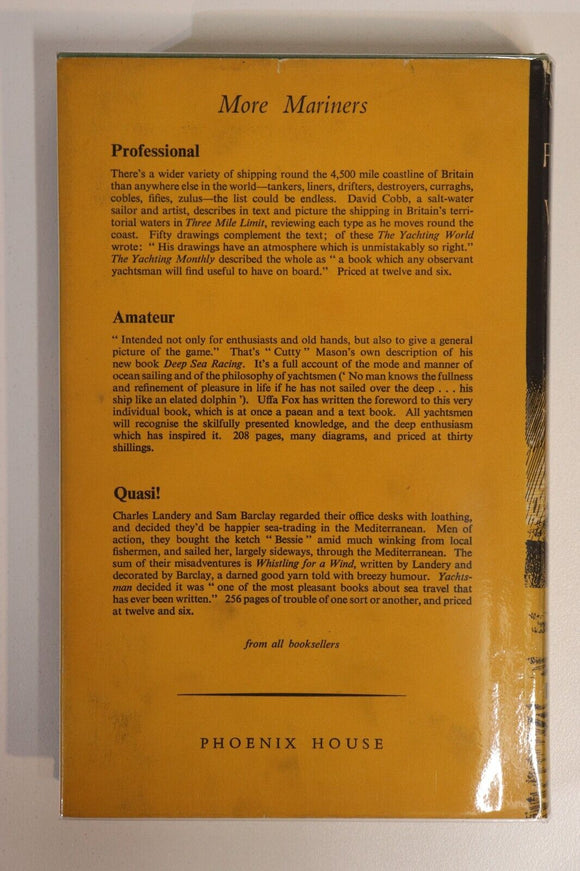 More Mariners
Professional
There's a wider variety of shipping round the 4,500 mile coastline of Britain
than anywhere else in the world—tankers, liners, drifters, destroyers, curraghs,
cobles, fifies, zulus—the list could be endless. David Cobb, a salt-water
sailor and artist, describes in text and picture the shipping in Britain's terri-
torial waters in Three Mile Limit, reviewing each type as he moves round the
coast. Fifty drawings complement the text; of these The Yachting World
wrote: " His drawings have an atmosphere which is unmistakably so right."
The Yachting Monthly described the whole as " a book which any observant
yachtsman will find useful to have on board." Priced at twelve and six.
Amateur
" Intended not only for enthusiasts and old hands, but also to give a general
picture of the game." That's " Cutty " Mason's own description of his
new book Deep Sea Racing. It's a full account of the mode and manner of
ocean sailing and of the philosophy of yachtsmen (' No man knows the fullness
and refinement of pleasure in life if he has not sailed over the deep . . . his
ship like an elated dolphin '). Uffa Fox has written the foreword to this very
individual book, which is at once a paean and a text book. All yachtsmen
will recognise the skilfully presented knowledge, and the deep enthusiasm
which has inspired it. 208 pages, many diagrams, and priced at thirty
shillings.
Quasi!
Charles Landery and Sam Barclay regarded their office desks with loathing,
and decided they'd be happier sea-trading in the Mediterranean. Men of
action, they bought the ketch " Bessie " amid much winking from local
fishermen, and sailed her, largely sideways, through the Mediterranean. The
sum of their misadventures is Whistling for a Wind, written by Landery and
decorated by Barclay, a darned good yarn told with breezy humour. Yachts-
man decided it was " one of the most pleasant books about sea travel that
has ever been written." 256 pages of trouble of one sort or another, and priced
at twelve and six.
from all booksellers
PHOENIX HOUSE